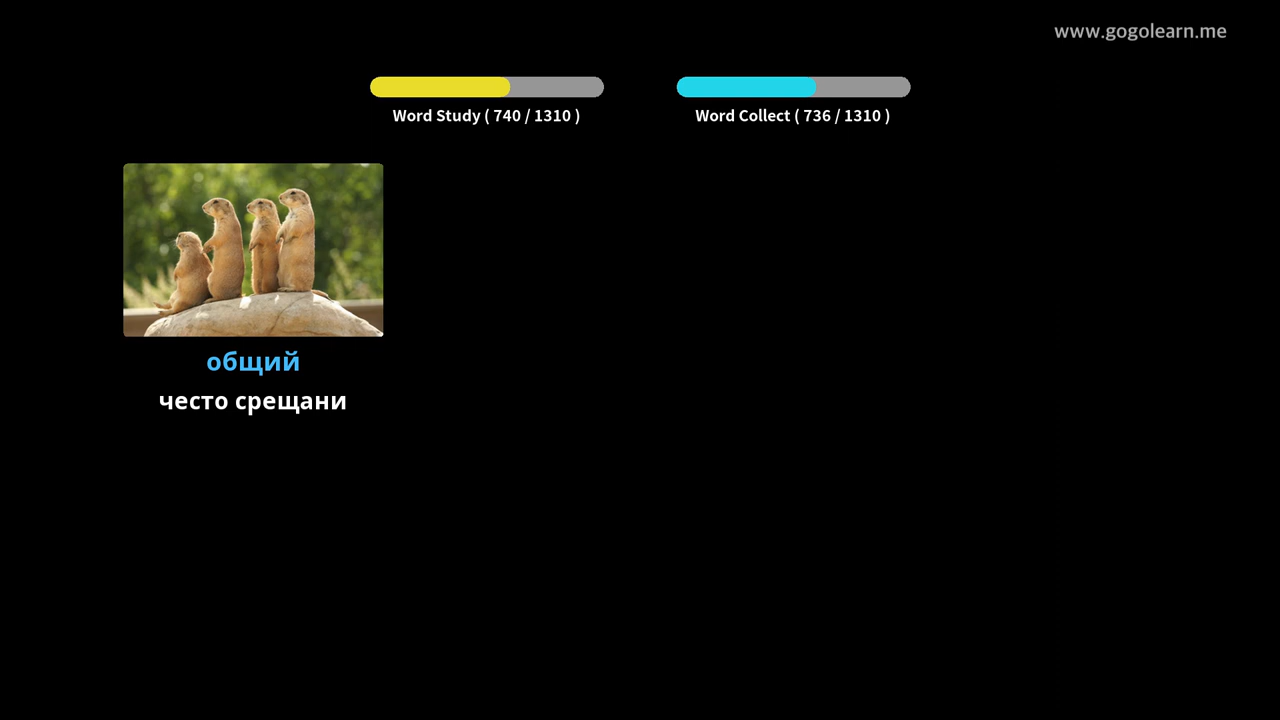 www.gogolearn.me
Word Study ( 740 / 1310 )
Word Collect ( 736 / 1310 )
общий
често срещани